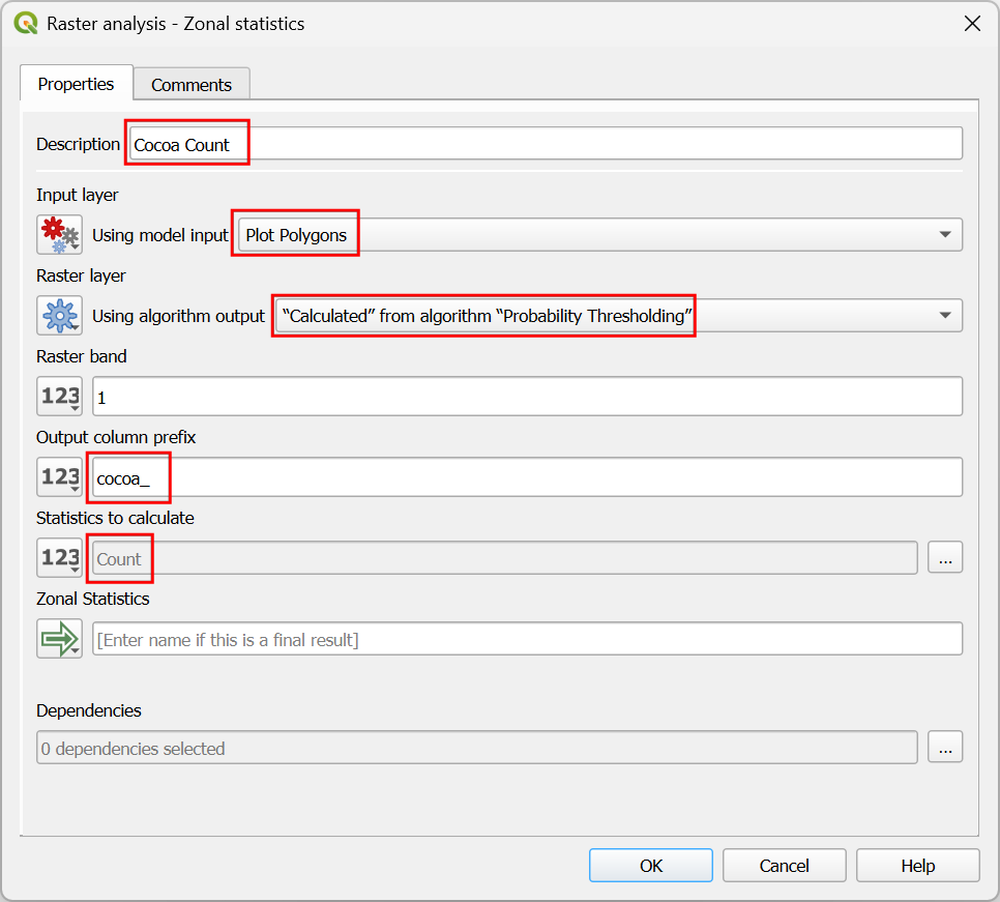 Raster analysis - Zonal statistics
Properties Comments
Description Cocoa Count
Input layer
Using model input Plot Polygons
Raster layer
Using algorithm output “Calculated” from algorithm “Probability Thresholding”
Raster band
123 1
Output column prefix
123 cocoa_
Statistics to calculate
123 Count ...
Zonal Statistics
[Enter name if this is a final result]
Dependencies
0 dependencies selected ...
OK Cancel Help